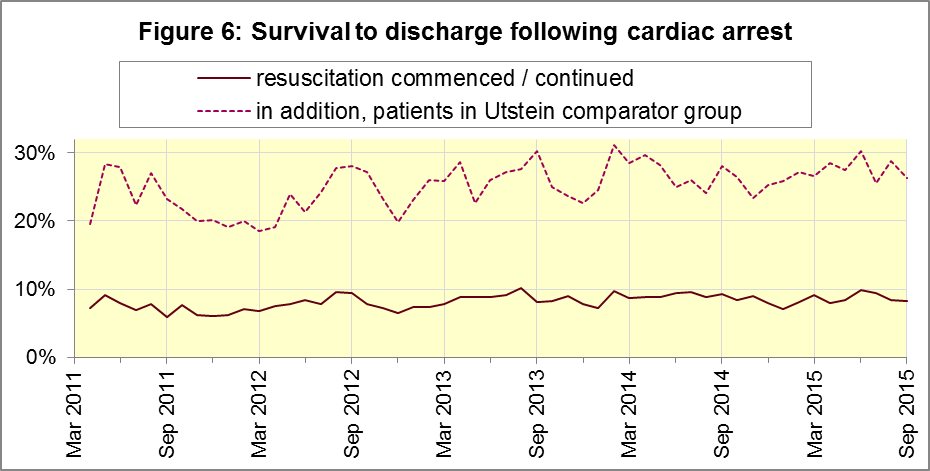 Figure 6: Survival to discharge following cardiac arrest
resuscitation commenced / continued
in addition, patients in Utstein comparator group
30%
20%
10%
0%
Mar 2011
Sep 2011
Mar 2012
Sep 2012
Mar 2013
Sep 2013
Mar 2014
Sep 2014
Mar 2015
Sep 2015